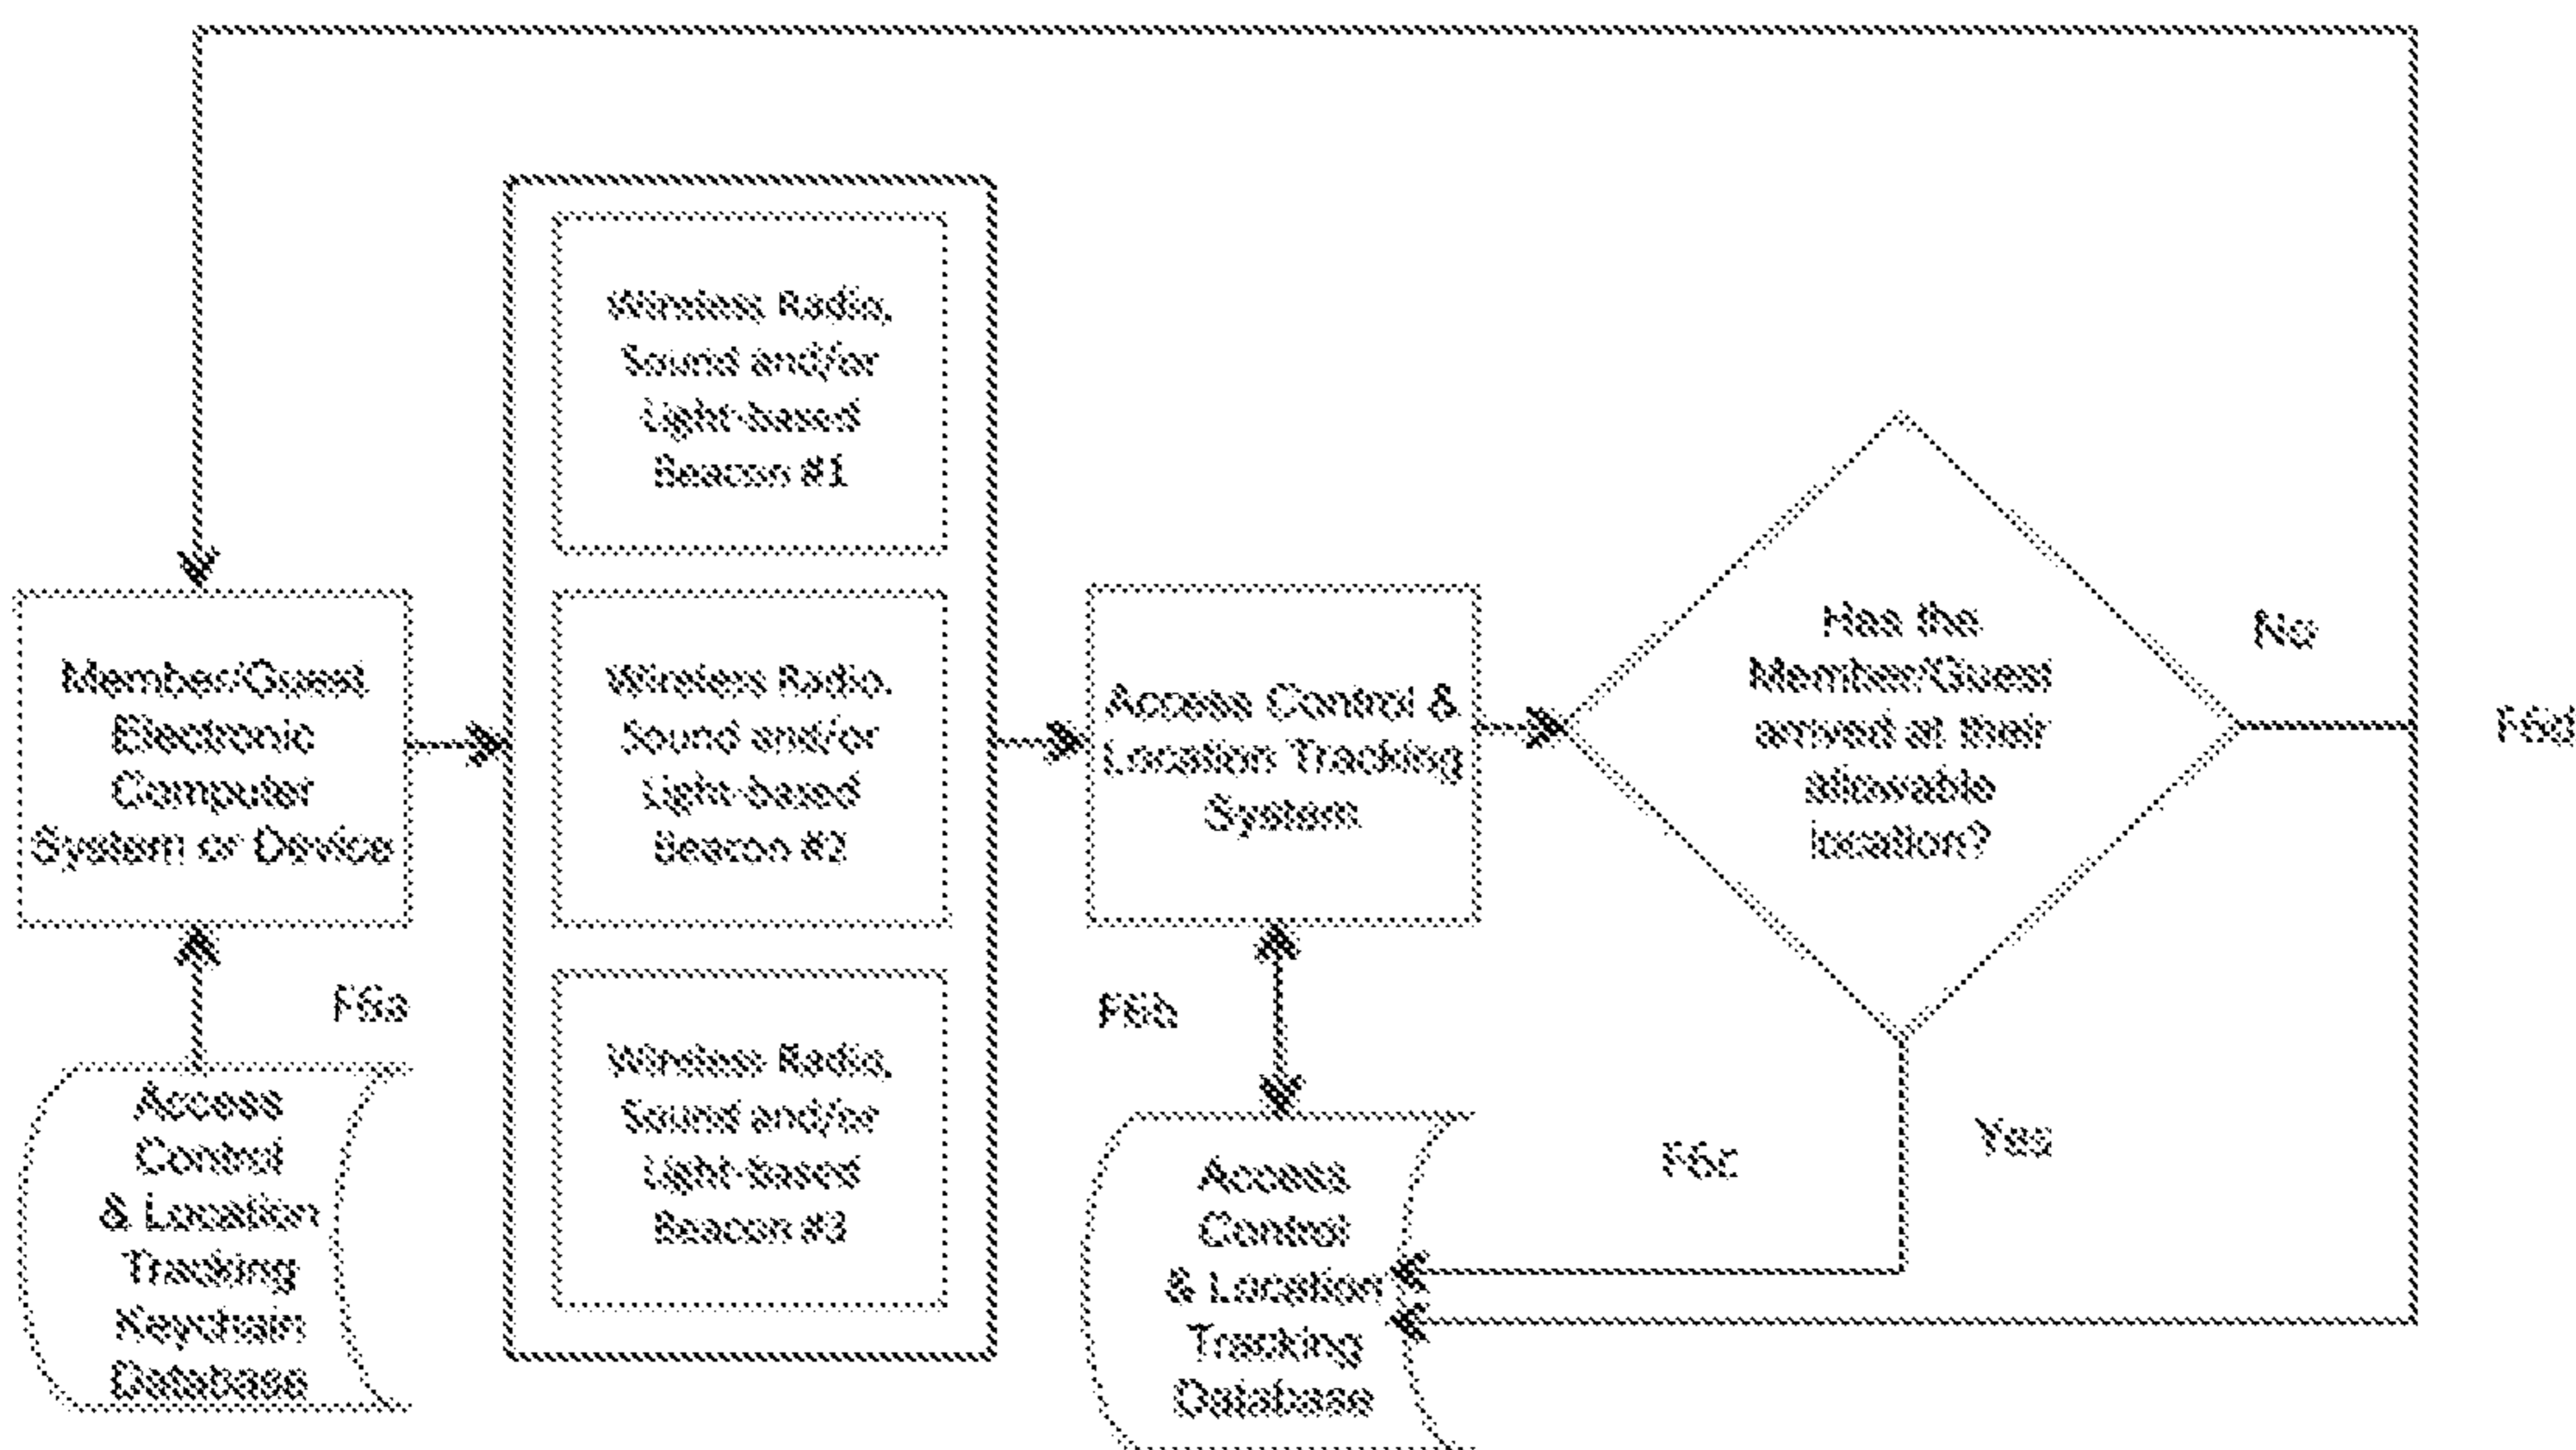 Member/Guest
Electronic
Computer
System or Device
F6a
Access
Control
& Location
Tracking
Keychain
Database
Wireless Radio,
Sound and/or
Light-based
Beacon #1
Wireless Radio,
Sound and/or
Light-based
Beacon #2
Wireless Radio,
Sound and/or
Light-based
Beacon #3
Access Control &
Location Tracking
System
F6b
Access
Control
& Location
Tracking
Database
Has the
Member/Guest
arrived at their
allowable
location?
No
F6d
Yes
F6c